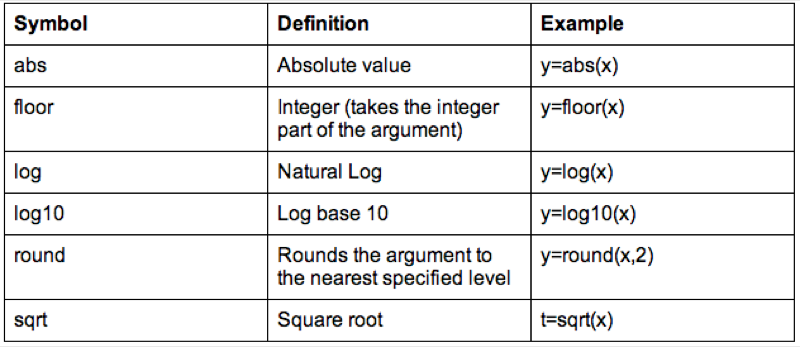 Symbol Definition Example
abs Absolute value y=abs(x)
floor Integer (takes the integer y=floor(x)
part of the argument)
log Natural Log y=log(x)
log10 Log base 10 y=log10(x)
round Rounds the argument to y=round(x,2)
the nearest specified level
sqrt Square root t=sqrt(x)